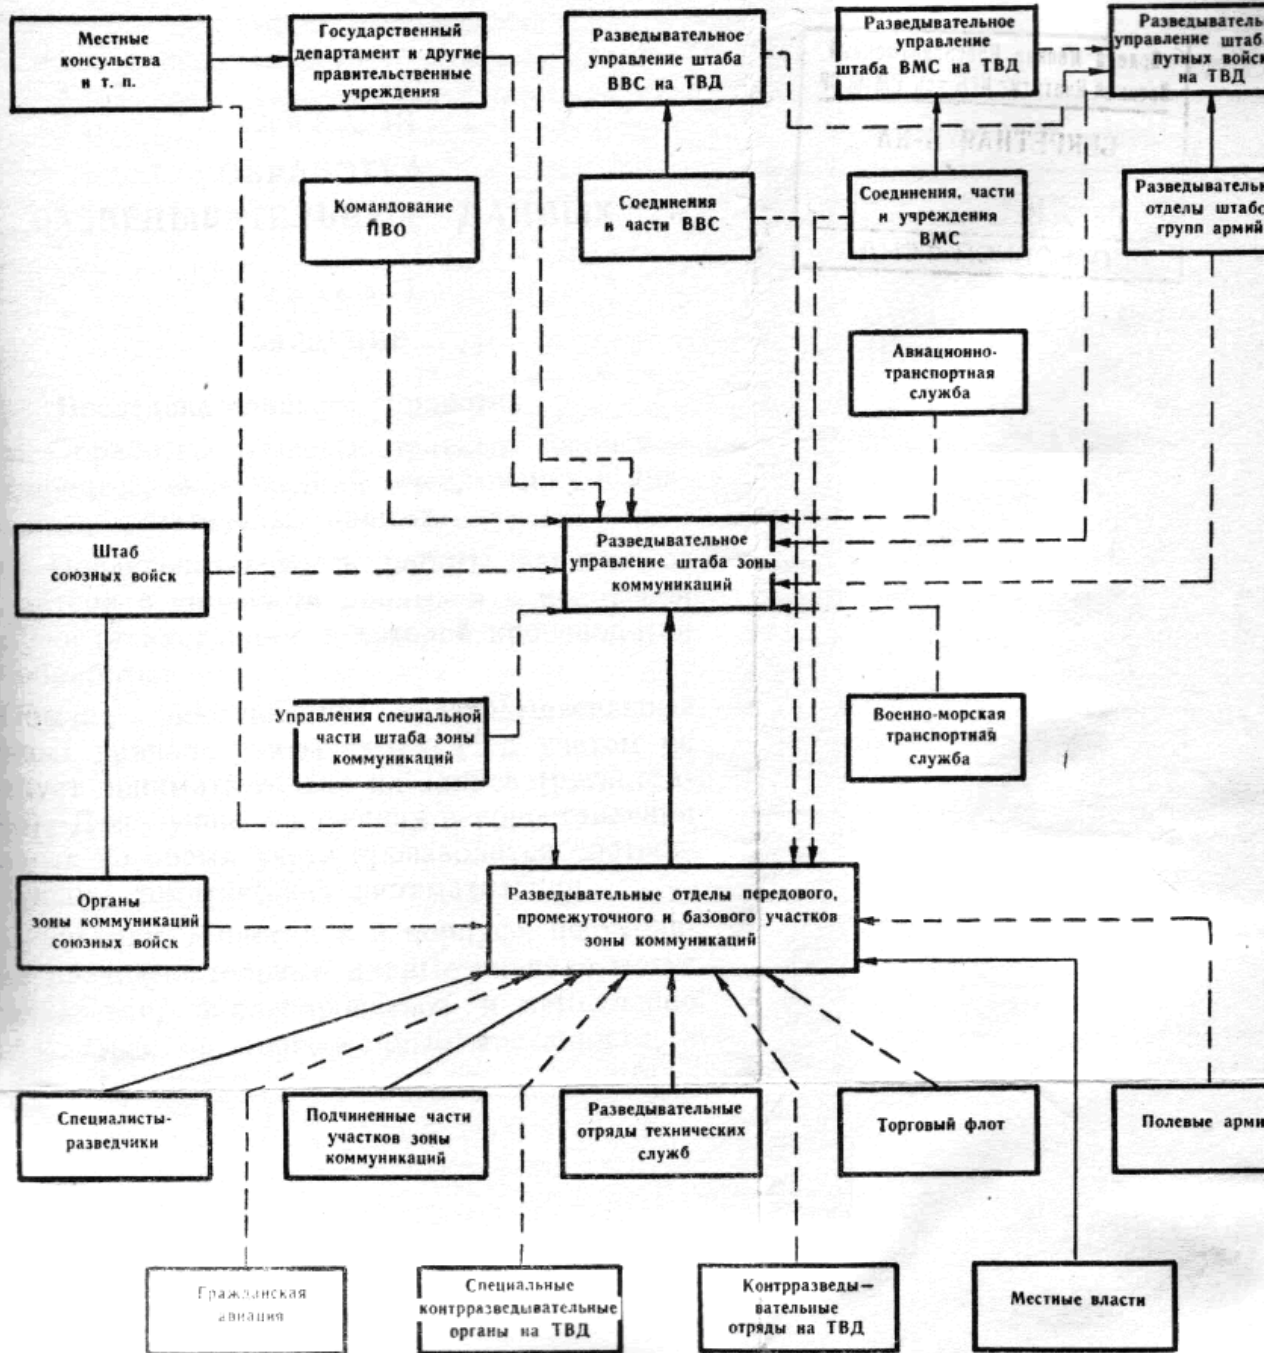 Местные
консульства
и т. п.
Государственный
департамент и другие
правительственные
учреждения
Разведывательное
управление штаба
ВВС на ТВД
Разведывательное
управление
штаба ВМС на ТВД
Разведыватель
управление штаб
путных войск
на ТВД
СЕКРЕТНАЯ
Командование
ПВО
Соединения
и части ВВС
Соединения, части
и учреждения
ВМС
Разведыватель
отделы штабо
групп армий
Авиационно-
транспортная
служба
Штаб
союзных войск
Разведывательное
управление штаба зоны
коммуникаций
Управления специальной
части штаба зоны
коммуникаций
Военно-морская
транспортная
служба
Органы
зоны коммуникаций
союзных войск
Разведывательные отделы передового,
промежуточного и базового участков
зоны коммуникаций
Специалисты-
разведчики
Подчиненные части
участков зоны
коммуникаций
Разведывательные
отряды технических
служб
Торговый флот
Полевые арми
Гражданская
авиация
Специальные
контрразведывательные
органы на ТВД
Контрразведы—
вательные
отряды на ТВД
Местные власти